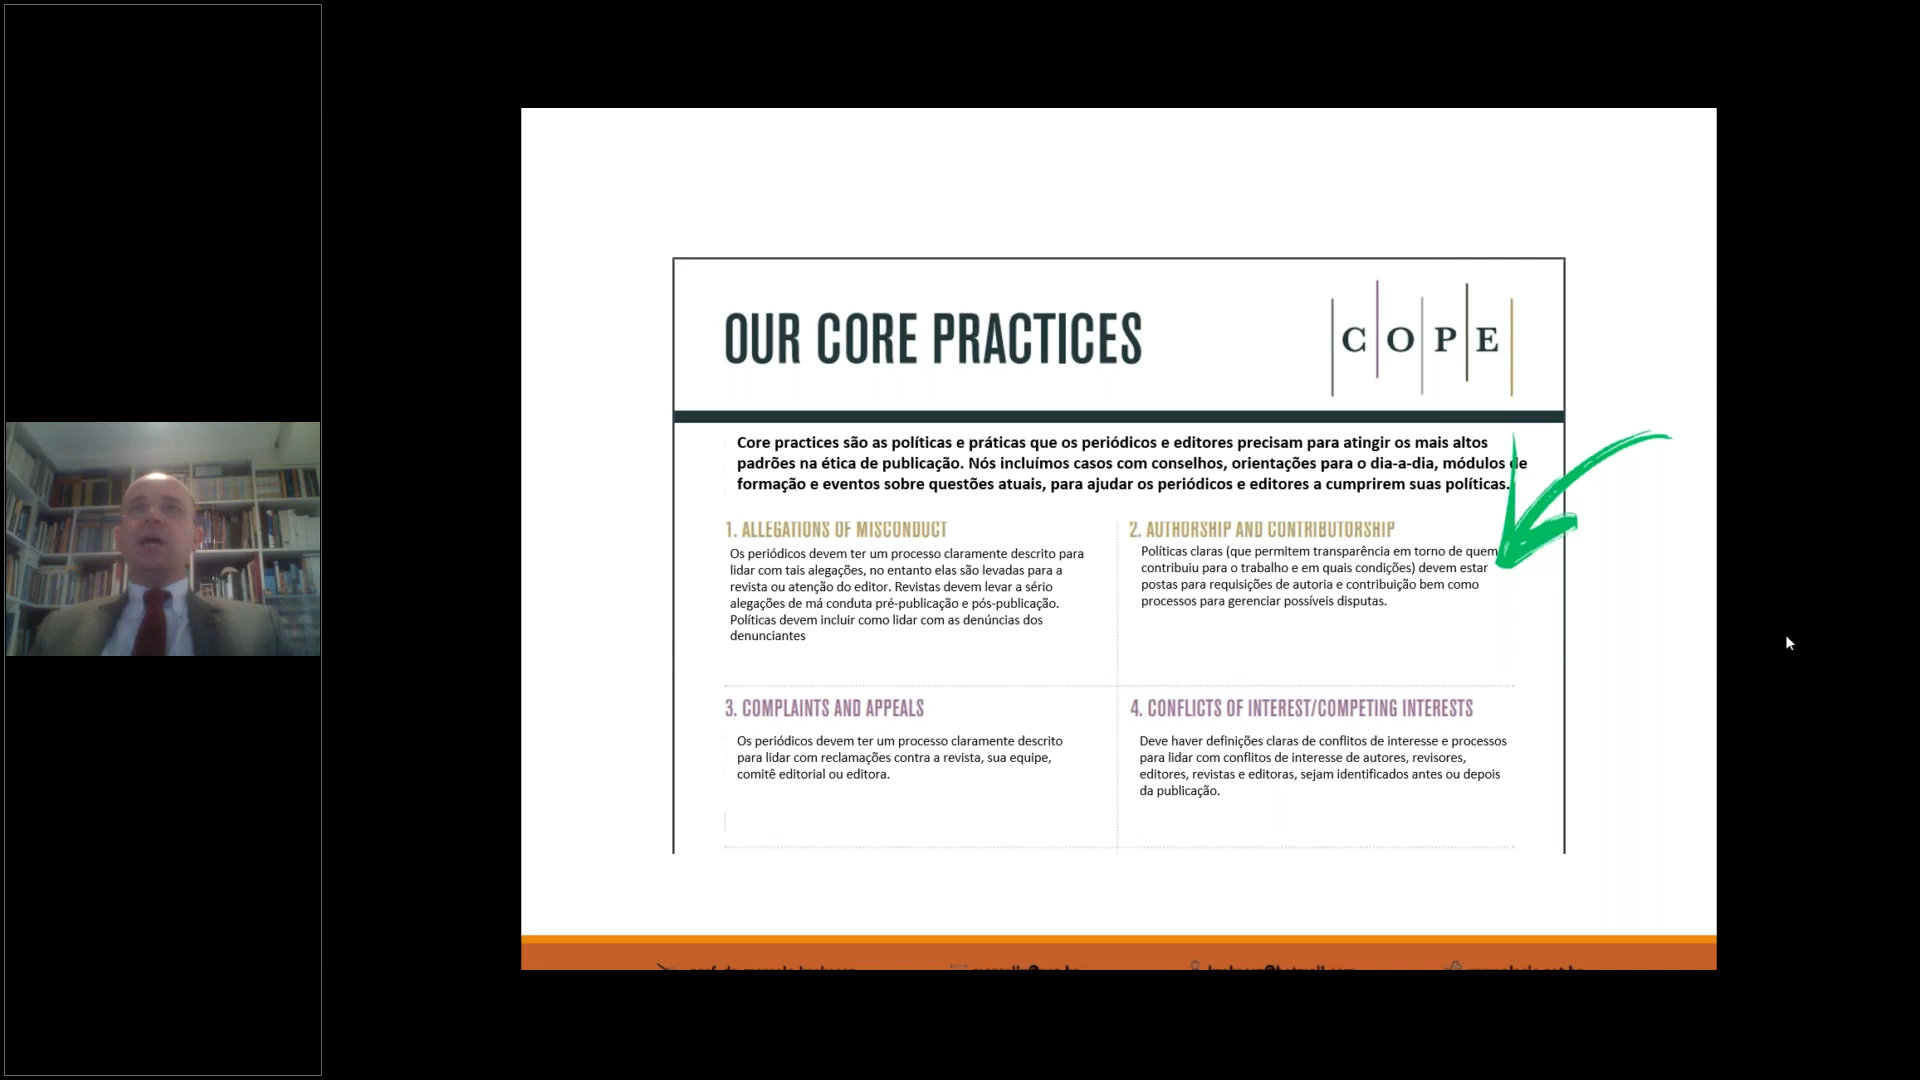 OUR CORE PRACTICES
COPE
Core practices são as políticas e práticas que os periódicos e editores precisam para atingir os mais altos
padrões na ética de publicação. Nós incluímos casos com conselhos, orientações para o dia-a-dia, módulos de
formação e eventos sobre questões atuais, para ajudar os periódicos e editores a cumprirem suas políticas.
1. ALLEGATIONS OF MISCONDUCT
Os periódicos devem ter um processo claramente descrito para
lidar com tais alegações, no entanto elas são levadas para a
revista ou atenção do editor. Revistas devem levar a sério
alegações de má conduta pré-publicação e pós-publicação.
Políticas devem incluir como lidar com as denúncias dos
denunciantes
2. AUTHORSHIP AND CONTRIBUTORSHIP
Políticas claras (que permitem transparência em torno de quem
contribuiu para o trabalho e em quais condições) devem estar
postas para requisições de autoria e contribuição bem como
processos para gerenciar possíveis disputas.
3. COMPLAINTS AND APPEALS
Os periódicos devem ter um processo claramente descrito
para lidar com reclamações contra a revista, sua equipe,
comitê editorial ou editora.
4. CONFLICTS OF INTEREST/COMPETING INTERESTS
Deve haver definições claras de conflitos de interesse e processos
para lidar com conflitos de interesse de autores, revisores,
editores, revistas e editoras, sejam identificados antes ou depois
da publicação.